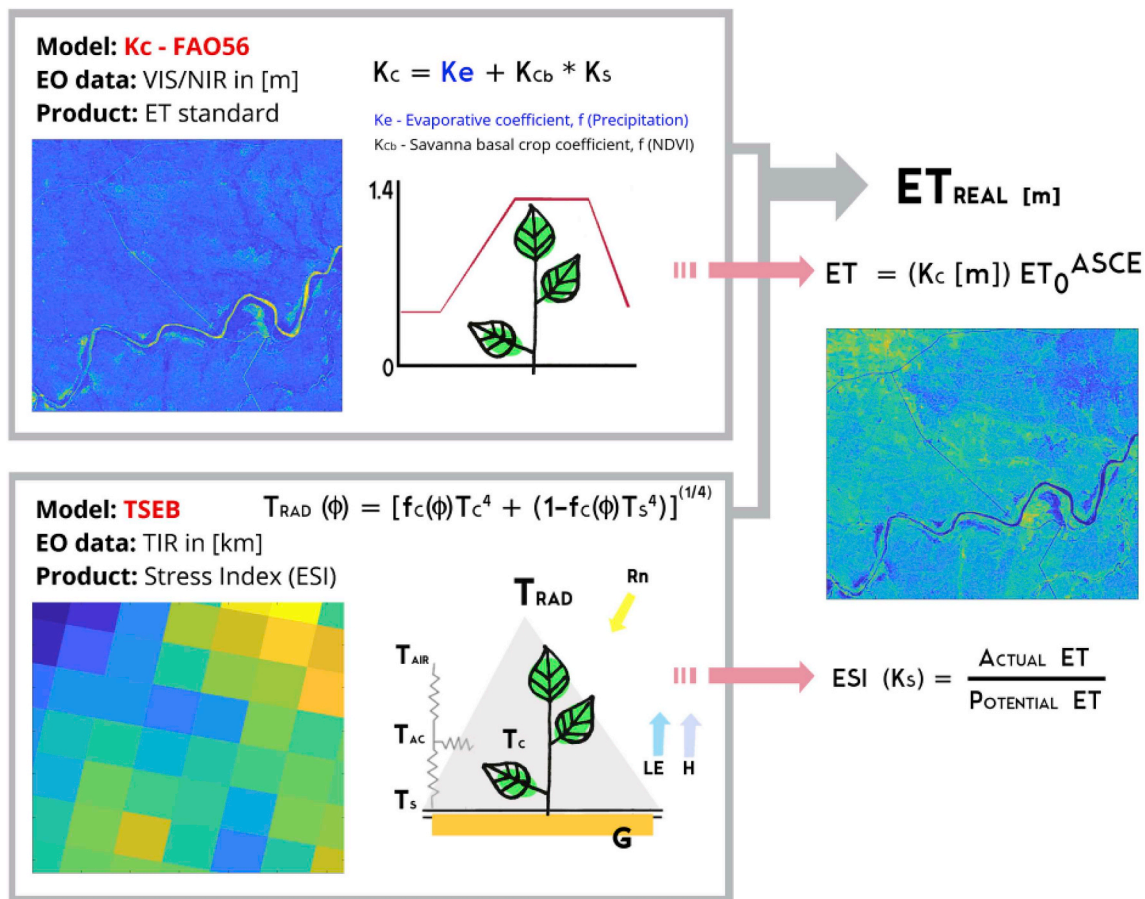 Model: Kc - FAO56
EO data: VIS/NIR in [m]
Product: ET standard
Kc = Ke + KCb * Ks
Ke - Evaporative coefficient, f (Precipitation)
KCb - Savanna basal crop coefficient, f (NDVI)
1.4
0
ETREAL [m]
ET = (Kc [m]) ET0ASCE
Model: TSEB
EO data: TIR in [km]
Product: Stress Index (ESI)
TRAD (ϕ) = [fc(ϕ)Tc4 + (1-fc(ϕ)Ts4)](1/4)
TRAD
Rn
TAIR
TAC
Tc
Ts
LE
H
G
ESI (Ks) = ACTUAL ET
POTENTIAL ET